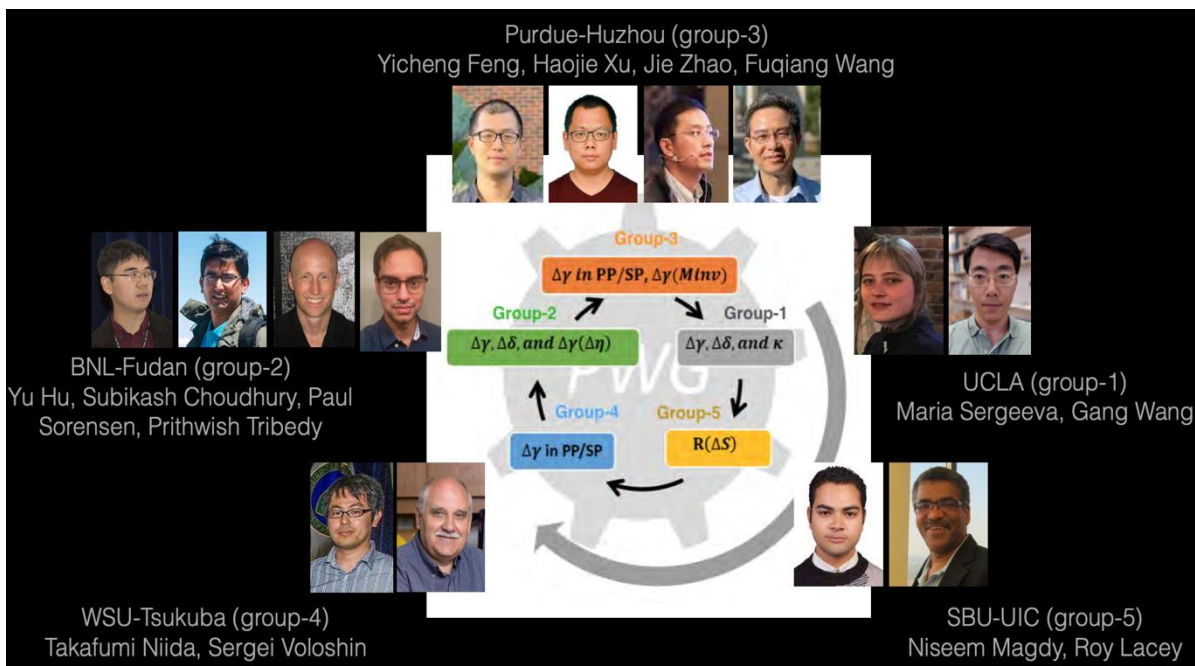 Purdue-Huzhou (group-3)
Yicheng Feng, Haojie Xu, Jie Zhao, Fuqiang Wang
Group-3
Δγ in PP/SP, Δγ(Minv)
Group-2
Δγ, Δδ, and Δγ(Δη)
Group-1
Δγ, Δδ, and κ
PWG
BNL-Fudan (group-2)
Yu Hu, Subikash Choudhury, Paul
Sorensen, Prithwish Tribedy
UCLA (group-1)
Maria Sergeeva, Gang Wang
Group-4
Δγ in PP/SP
Group-5
R(ΔS)
WSU-Tsukuba (group-4)
Takafumi Niida, Sergei Voloshin
SBU-UIC (group-5)
Niseem Magdy, Roy Lacey